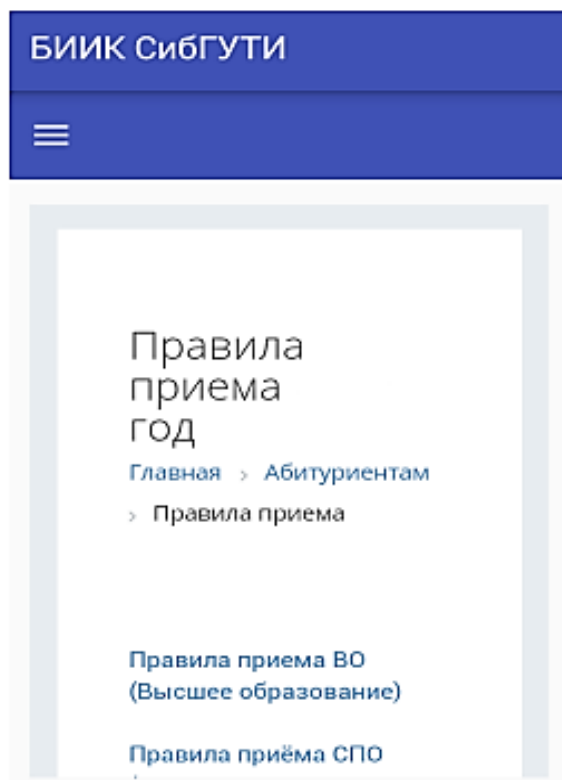 БИИК СибГУТИ
Правила
приема
год
Главная › Абитуриентам
› Правила приема
Правила приема ВО
(Высшее образование)
Правила приёма СПО